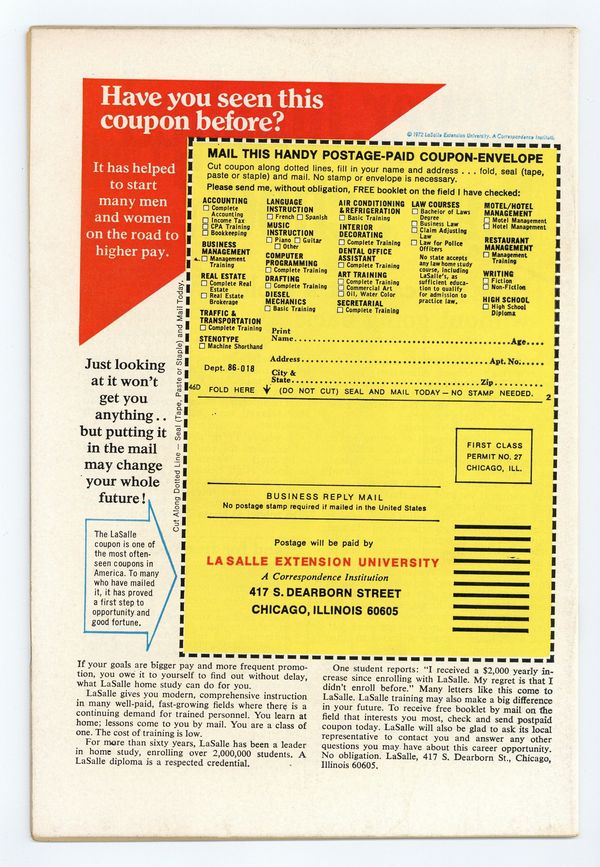 Have you seen this
coupon before?
© 1972 LaSalle Extension University, A Correspondence Institution
It has helped
to start
many men
and women
on the road to
higher pay.
Just looking
at it won't
get you
anything..
but putting it
in the mail
may change
your whole
future!
The LaSalle
coupon is one of
the most often-
seen coupons in
America. To many
who have mailed
it, it has proved
a first step to
opportunity and
good fortune.
Cut Along Dotted Line — Seal (Tape, Paste or Staple) and Mail Today.
MAIL THIS HANDY POSTAGE-PAID COUPON-ENVELOPE
Cut coupon along dotted lines, fill in your name and address . . . fold, seal (tape,
paste or staple) and mail. No stamp or envelope is necessary.
Please send me, without obligation, FREE booklet on the field I have checked:
ACCOUNTING
☐ Complete
Accounting
☐ Income Tax
☐ CPA Training
☐ Bookkeeping
BUSINESS
MANAGEMENT
☐ Management
Training
REAL ESTATE
☐ Complete Real
Estate
☐ Real Estate
Brokerage
TRAFFIC &
TRANSPORTATION
☐ Complete Training
STENOTYPE
☐ Machine Shorthand
LANGUAGE
INSTRUCTION
☐ French ☐ Spanish
MUSIC
INSTRUCTION
☐ Piano ☐ Guitar
☐ Other
COMPUTER
PROGRAMMING
☐ Complete Training
DRAFTING
☐ Complete Training
DIESEL
MECHANICS
☐ Basic Training
AIR CONDITIONING
& REFRIGERATION
☐ Basic Training
INTERIOR
DECORATING
☐ Complete Training
DENTAL OFFICE
ASSISTANT
☐ Complete Training
ART TRAINING
☐ Complete Training
☐ Commercial Art
☐ Oil, Water Color
SECRETARIAL
☐ Complete Training
LAW COURSES
☐ Bachelor of Laws
Degree
☐ Business Law
☐ Claim Adjusting
Law
☐ Law for Police
Officers
No state accepts
any law home study
course, including
LaSalle's, as
sufficient educa-
tion to qualify
for admission to
practice law.
MOTEL/HOTEL
MANAGEMENT
☐ Motel Management
☐ Hotel Management
RESTAURANT
MANAGEMENT
☐ Management
Training
WRITING
☐ Fiction
☐ Non-Fiction
HIGH SCHOOL
☐ High School
Diploma
Print
Name Age
Address Apt. No.
Dept. 86-018
City &
State Zip
46D FOLD HERE ↓ (DO NOT CUT) SEAL AND MAIL TODAY — NO STAMP NEEDED. 2
FIRST CLASS
PERMIT NO. 27
CHICAGO, ILL.
BUSINESS REPLY MAIL
No postage stamp required if mailed in the United States
Postage will be paid by
LA SALLE EXTENSION UNIVERSITY
A Correspondence Institution
417 S. DEARBORN STREET
CHICAGO, ILLINOIS 60605
If your goals are bigger pay and more frequent promo-
tion, you owe it to yourself to find out without delay,
what LaSalle home study can do for you.
LaSalle gives you modern, comprehensive instruction
in many well-paid, fast-growing fields where there is a
continuing demand for trained personnel. You learn at
home; lessons come to you by mail. You are a class of
one. The cost of training is low.
For more than sixty years, LaSalle has been a leader
in home study, enrolling over 2,000,000 students. A
LaSalle diploma is a respected credential.
One student reports: "I received a $2,000 yearly in-
crease since enrolling with LaSalle. My regret is that I
didn't enroll before." Many letters like this come to
LaSalle. LaSalle training may also make a big difference
in your future. To receive free booklet by mail on the
field that interests you most, check and send postpaid
coupon today. LaSalle will also be glad to ask its local
representative to contact you and answer any other
questions you may have about this career opportunity.
No obligation. LaSalle, 417 S. Dearborn St., Chicago,
Illinois 60605.